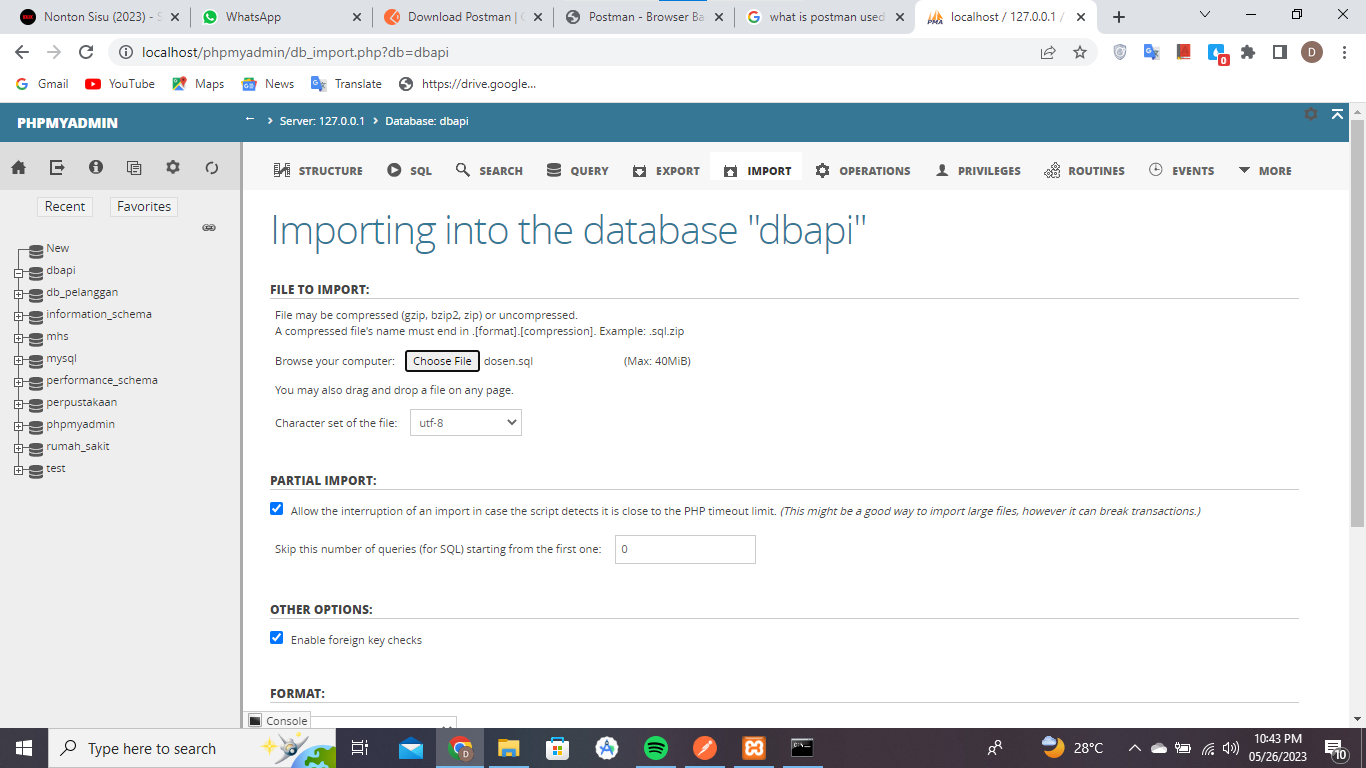 Nonton Sisu (2023) - S
WhatsApp
Download Postman |
Postman - Browser Ba
what is postman used
localhost / 127.0.0.1 /
localhost/phpmyadmin/db_import.php?db=dbapi
0
D
Gmail
YouTube
Maps
News
Translate
https://drive.google...
PHPMYADMIN
Server: 127.0.0.1
Database: dbapi
STRUCTURE
SQL
SEARCH
QUERY
EXPORT
IMPORT
OPERATIONS
PRIVILEGES
ROUTINES
EVENTS
MORE
Recent
Favorites
New
dbapi
db_pelanggan
information_schema
mhs
mysql
performance_schema
perpustakaan
phpmyadmin
rumah_sakit
test
Importing into the database "dbapi"
FILE TO IMPORT:
File may be compressed (gzip, bzip2, zip) or uncompressed.
A compressed file's name must end in .[format].[compression]. Example: .sql.zip
Browse your computer: Choose File dosen.sql (Max: 40MiB)
You may also drag and drop a file on any page.
Character set of the file: utf-8
PARTIAL IMPORT:
Allow the interruption of an import in case the script detects it is close to the PHP timeout limit. (This might be a good way to import large files, however it can break transactions.)
Skip this number of queries (for SQL) starting from the first one: 0
OTHER OPTIONS:
Enable foreign key checks
FORMAT:
Console
Type here to search
28°C
10:43 PM
05/26/2023
10